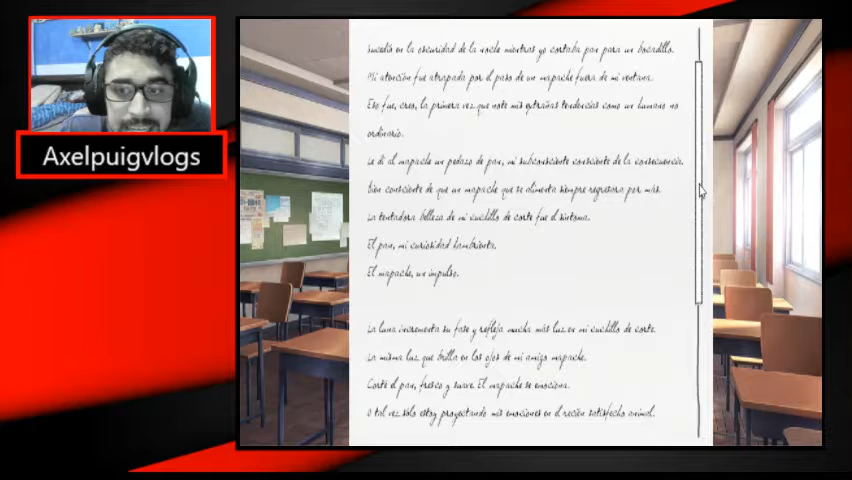 Axelpuigvlogs
sucedió en la oscuridad de la noche mientras yo cortaba pan para un bocadillo.
Mi atención fue atrapada por el paso de un mapache fuera de mi ventana.
Eso fue, creo, la primera vez que noté mis extrañas tendencias como un humano no
ordinario.
Le di al mapache un pedazo de pan, mi subconsciente consciente de la consecuencia.
Bien consciente de que un mapache que se alimenta siempre regresara por más.
La tentadora belleza de mi cuchillo de corte fue el síntoma.
El pan, mi curiosidad hambrienta.
El mapache, un impulso.
La luna incrementa su fase y refleja mucha más luz en mi cuchillo de corte.
La misma luz que brilla en los ojos de mi amigo mapache.
Corté el pan, fresco y suave. El mapache se emociona.
O tal vez sólo estoy proyectando mis emociones en el recién satisfecho animal.